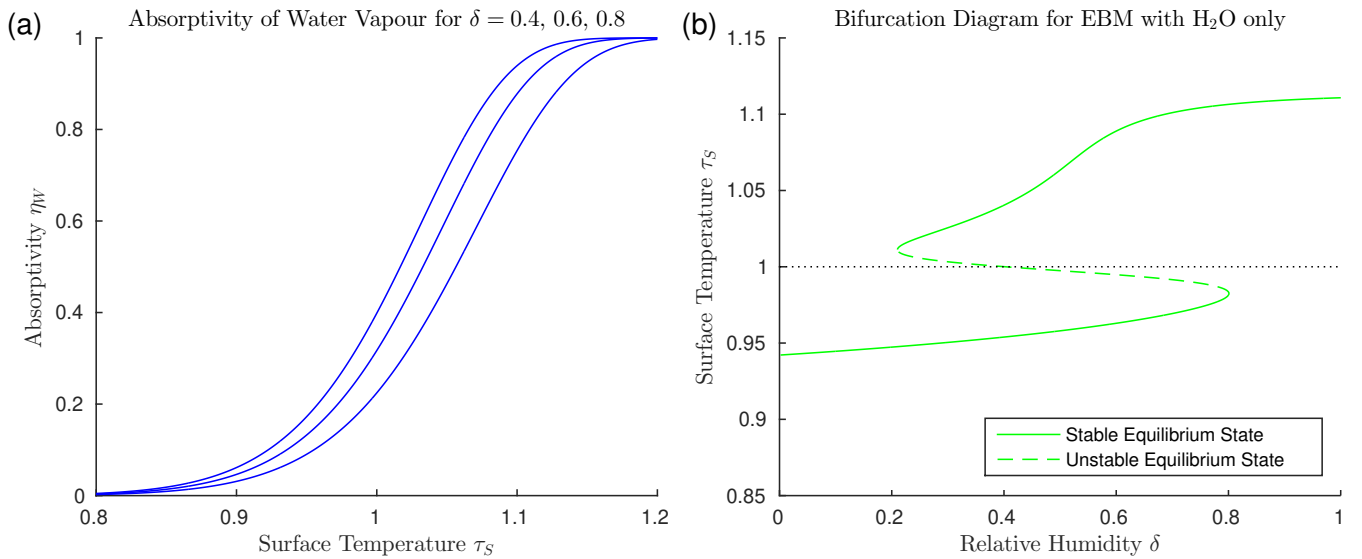 (a)
Absorptivity of Water Vapour for δ = 0.4, 0.6, 0.8
1
0.8
0.6
0.4
0.2
0
Absorptivity η_W
0.8
0.9
1
1.1
1.2
Surface Temperature τ_S
(b)
Bifurcation Diagram for EBM with H₂O only
1.15
1.1
1.05
1
0.95
0.9
0.85
Surface Temperature τ_S
Stable Equilibrium State
Unstable Equilibrium State
0
0.2
0.4
0.6
0.8
1
Relative Humidity δ